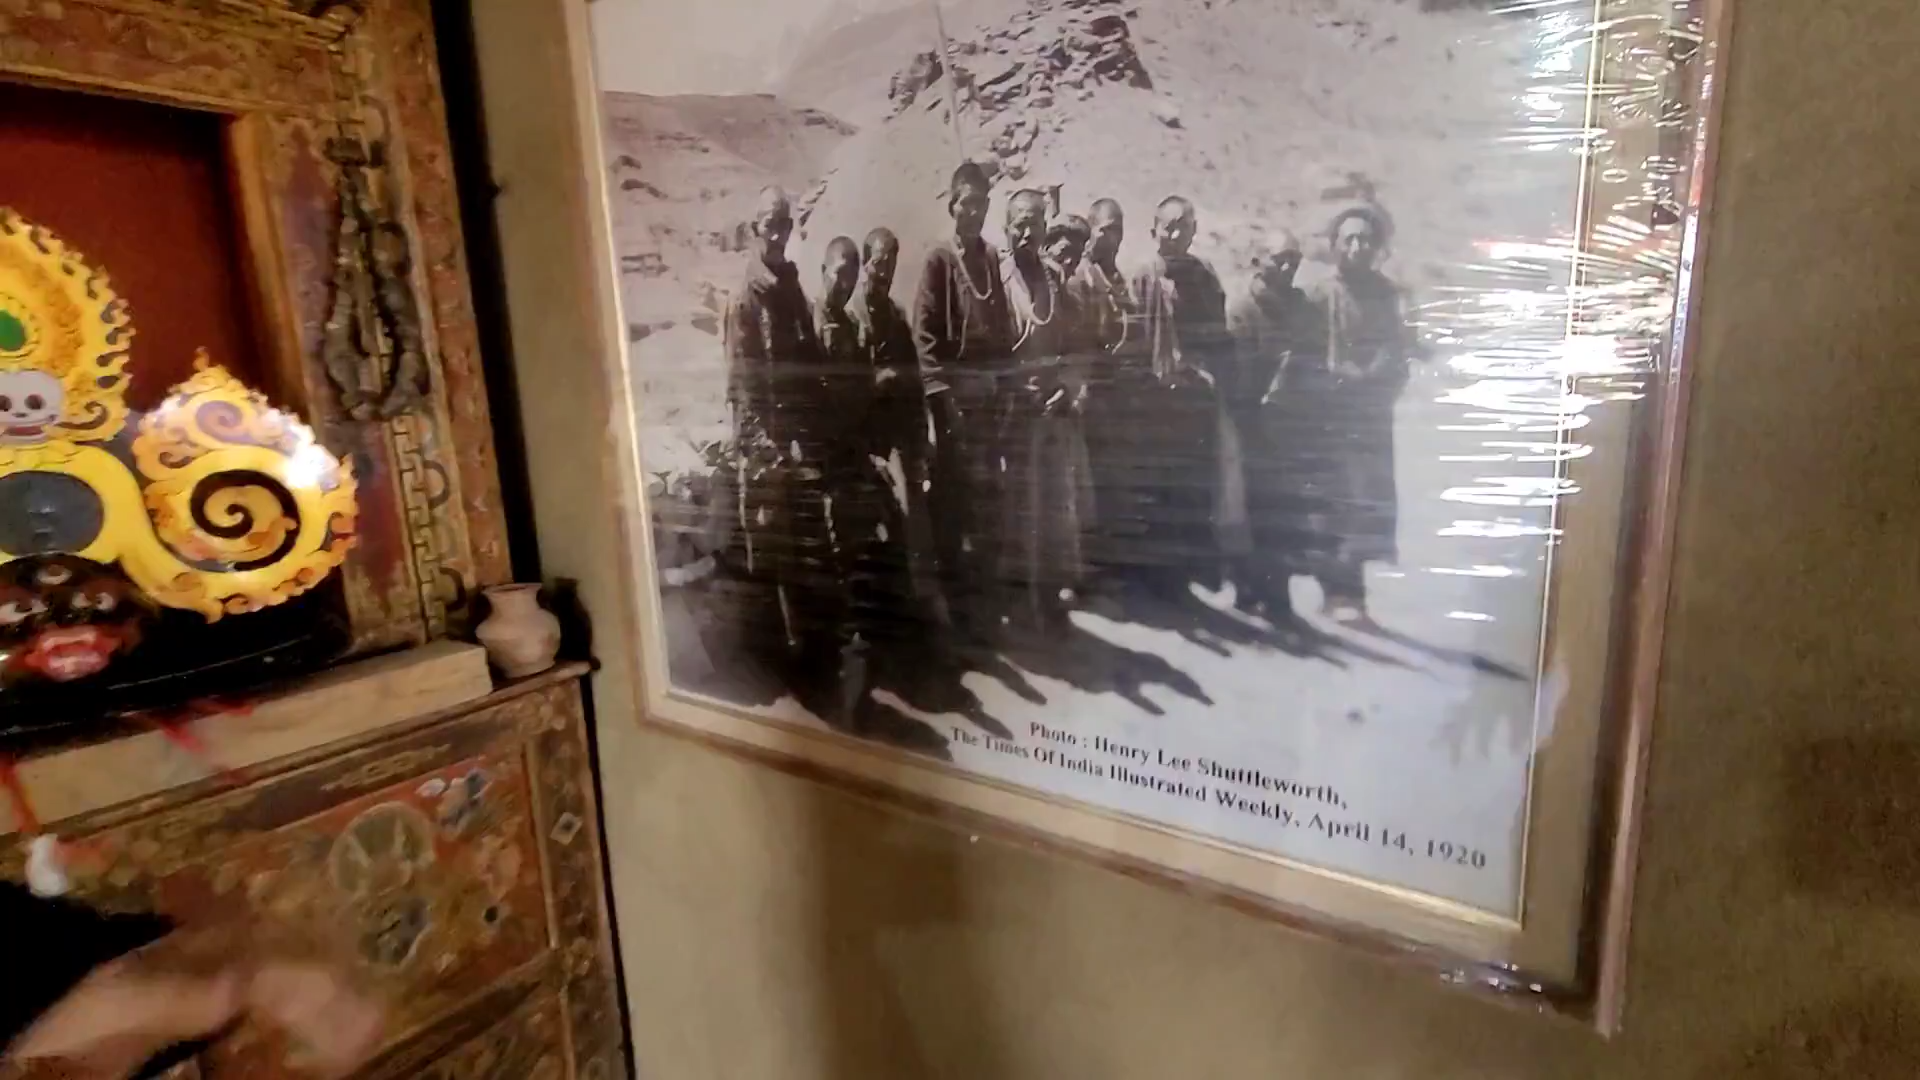 Photo : Henry Lee Shuttleworth,
The Times Of India Illustrated Weekly, April 14, 1920